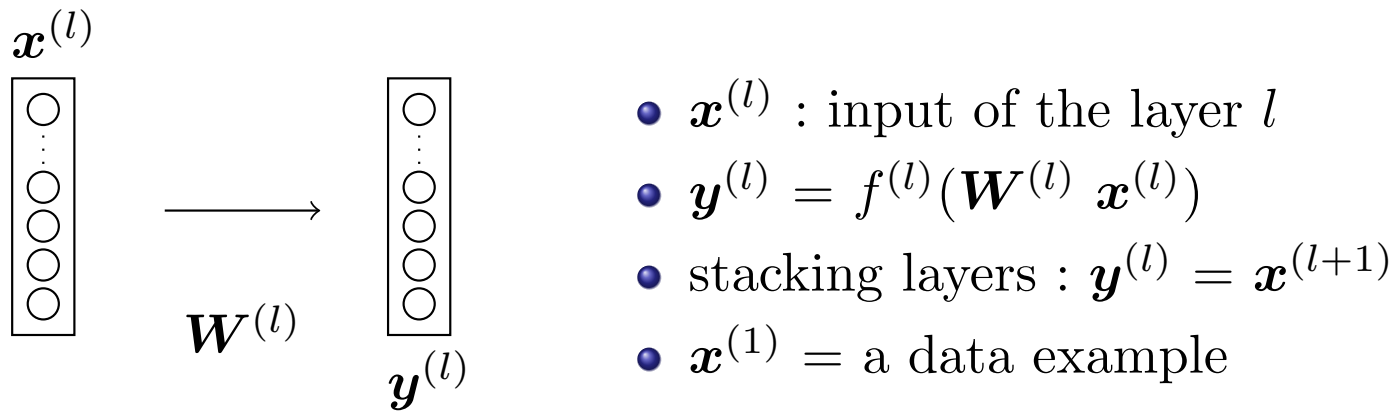 x^(l)
W^(l)
y^(l)
x^(l) : input of the layer l
y^(l) = f^(l)(W^(l) x^(l))
stacking layers : y^(l) = x^(l+1)
x^(1) = a data example